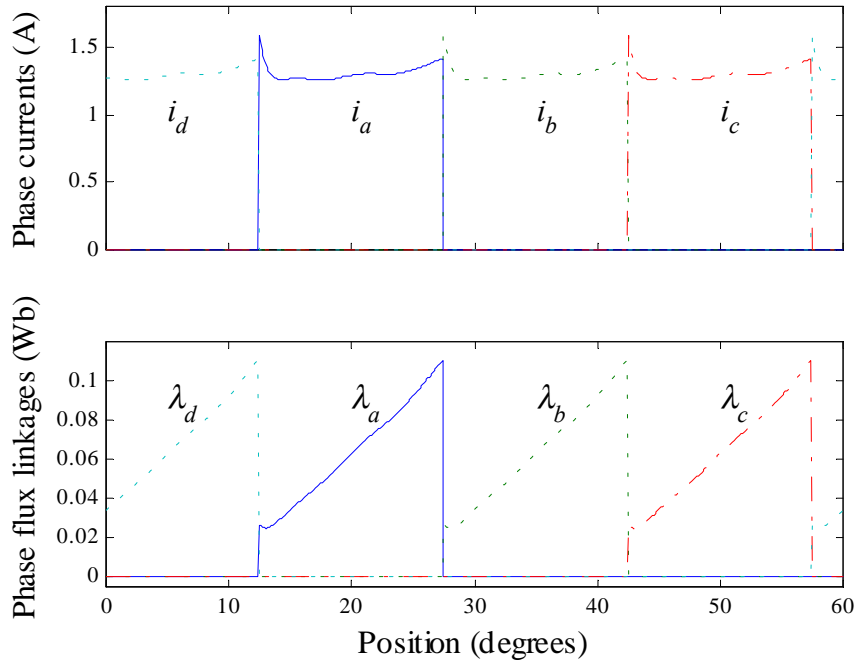 Phase currents (A)
1.5
1
0.5
0
i_d
i_a
i_b
i_c
Phase flux linkages (Wb)
0.1
0.08
0.06
0.04
0.02
0
λ_d
λ_a
λ_b
λ_c
0 10 20 30 40 50 60
Position (degrees)